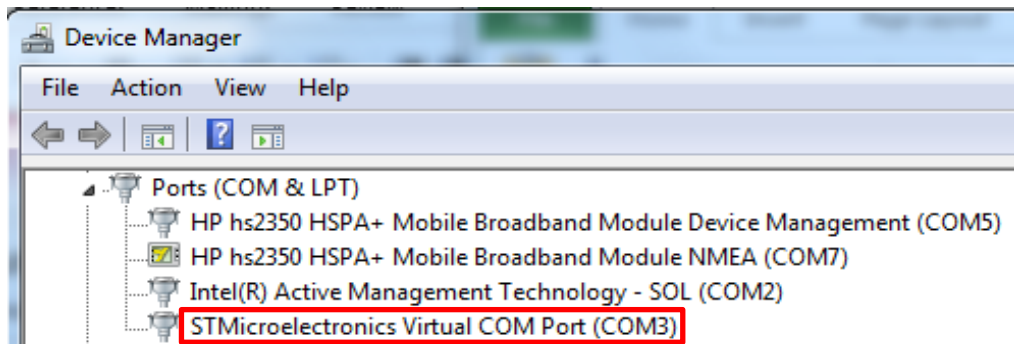 Device Manager
File Action View Help
Ports (COM & LPT)
HP hs2350 HSPA+ Mobile Broadband Module Device Management (COM5)
HP hs2350 HSPA+ Mobile Broadband Module NMEA (COM7)
Intel(R) Active Management Technology - SOL (COM2)
STMicroelectronics Virtual COM Port (COM3)